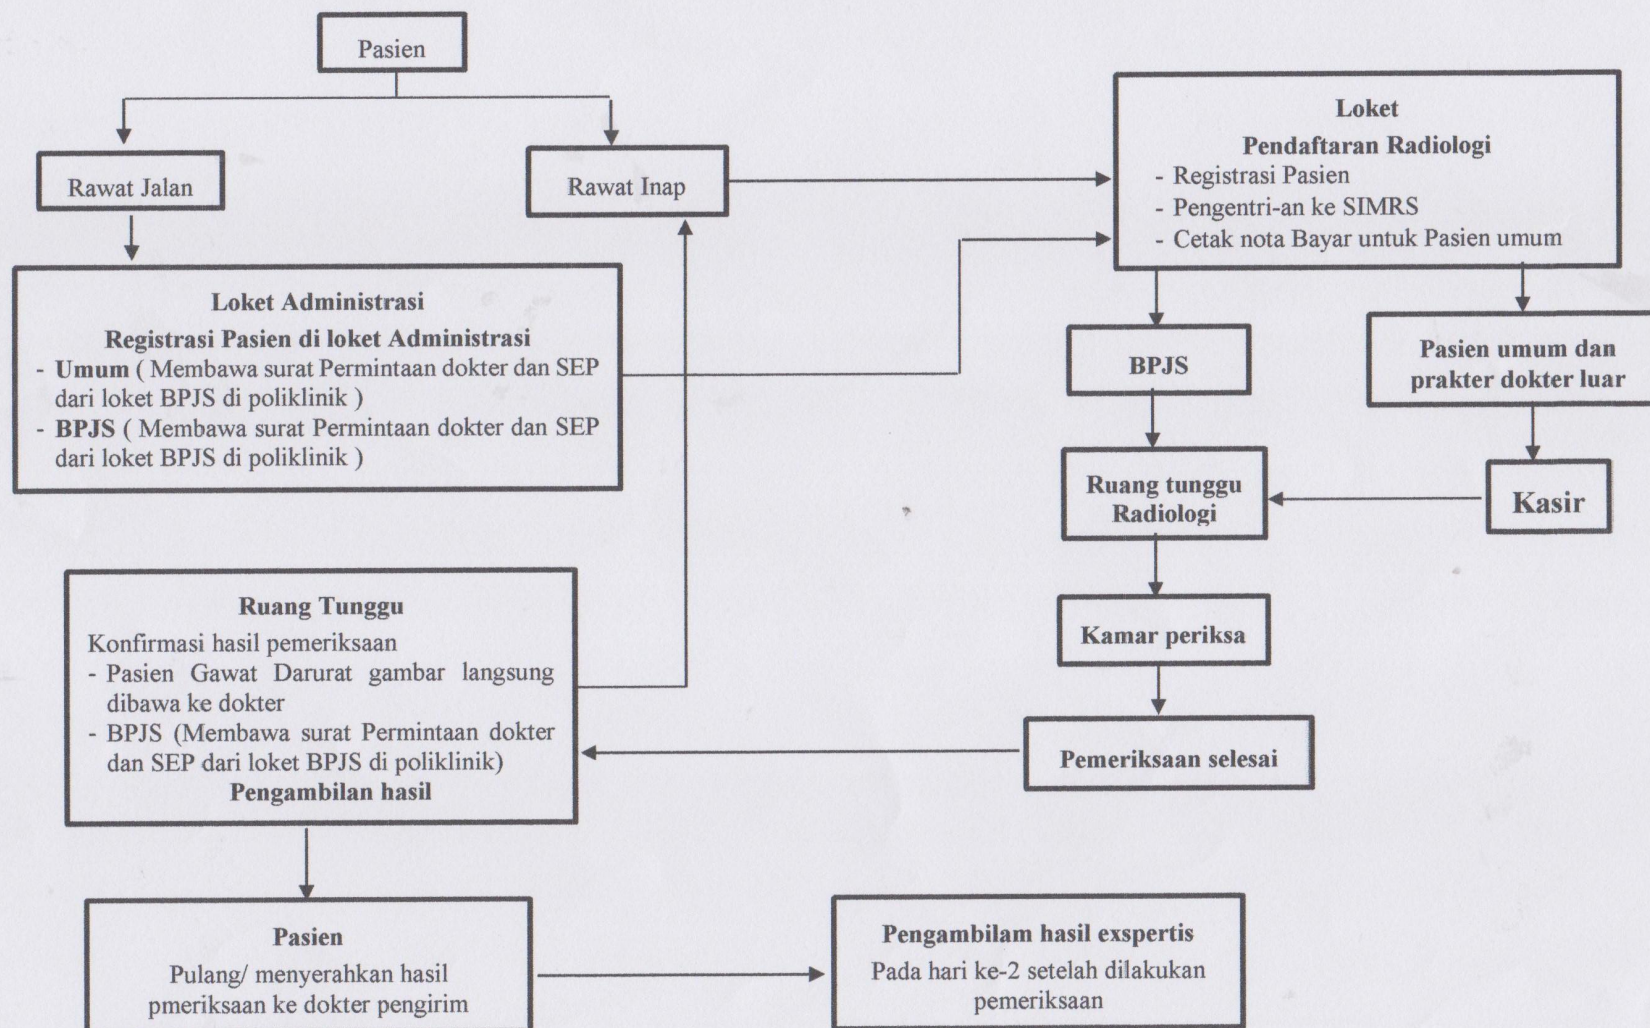 Pasien
Rawat Jalan
Rawat Inap
Loket
Pendaftaran Radiologi
- Registrasi Pasien
- Pengentri-an ke SIMRS
- Cetak nota Bayar untuk Pasien umum
Loket Administrasi
Registrasi Pasien di loket Administrasi
- Umum ( Membawa surat Permintaan dokter dan SEP
dari loket BPJS di poliklinik )
- BPJS ( Membawa surat Permintaan dokter dan SEP
dari loket BPJS di poliklinik )
BPJS
Pasien umum dan
prakter dokter luar
Ruang tunggu
Radiologi
Kasir
Kamar periksa
Pemeriksaan selesai
Ruang Tunggu
Konfirmasi hasil pemeriksaan
- Pasien Gawat Darurat gambar langsung
dibawa ke dokter
- BPJS (Membawa surat Permintaan dokter
dan SEP dari loket BPJS di poliklinik)
Pengambilan hasil
Pasien
Pulang/ menyerahkan hasil
pmeriksaan ke dokter pengirim
Pengambilam hasil exspertis
Pada hari ke-2 setelah dilakukan
pemeriksaan